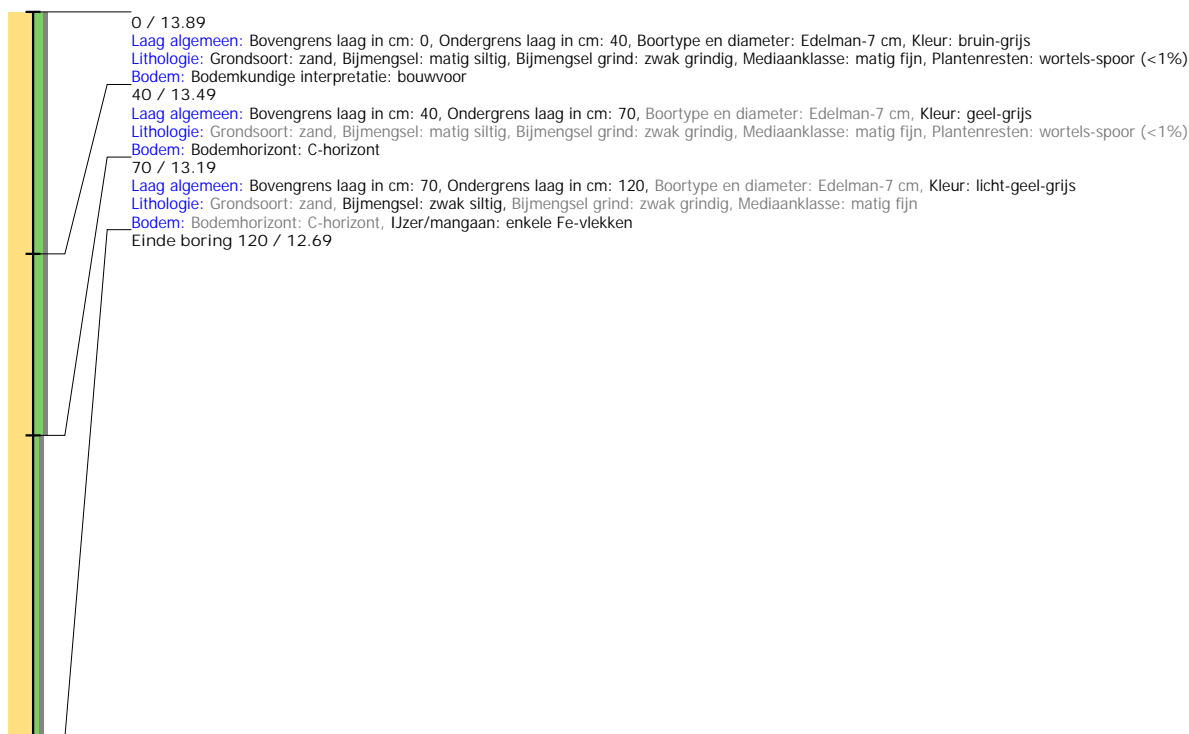 0 / 13.89
Laag algemeen: Bovengrens laag in cm: 0, Ondergrens laag in cm: 40, Boortype en diameter: Edelman-7 cm, Kleur: bruin-grijs
Lithologie: Grondsoort: zand, Bijmengsel: matig siltig, Bijmengsel grind: zwak grindig, Mediaanklasse: matig fijn, Plantenresten: wortels-spoor (<1%)
Bodem: Bodemkundige interpretatie: bouwvoor
40 / 13.49
Laag algemeen: Bovengrens laag in cm: 40, Ondergrens laag in cm: 70, Boortype en diameter: Edelman-7 cm, Kleur: geel-grijs
Lithologie: Grondsoort: zand, Bijmengsel: matig siltig, Bijmengsel grind: zwak grindig, Mediaanklasse: matig fijn, Plantenresten: wortels-spoor (<1%)
Bodem: Bodemhorizont: C-horizont
70 / 13.19
Laag algemeen: Bovengrens laag in cm: 70, Ondergrens laag in cm: 120, Boortype en diameter: Edelman-7 cm, Kleur: licht-geel-grijs
Lithologie: Grondsoort: zand, Bijmengsel: zwak siltig, Bijmengsel grind: zwak grindig, Mediaanklasse: matig fijn
Bodem: Bodemhorizont: C-horizont, IJzer/mangaan: enkele Fe-vlekken
Einde boring 120 / 12.69